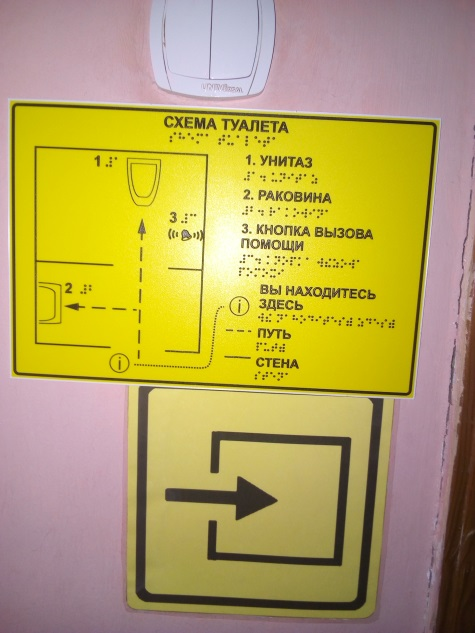 СХЕМА ТУАЛЕТА
1. УНИТАЗ
2. РАКОВИНА
3. КНОПКА ВЫЗОВА
ПОМОЩИ
ВЫ НАХОДИТЕСЬ
ЗДЕСЬ
ПУТЬ
СТЕНА
1
3
2